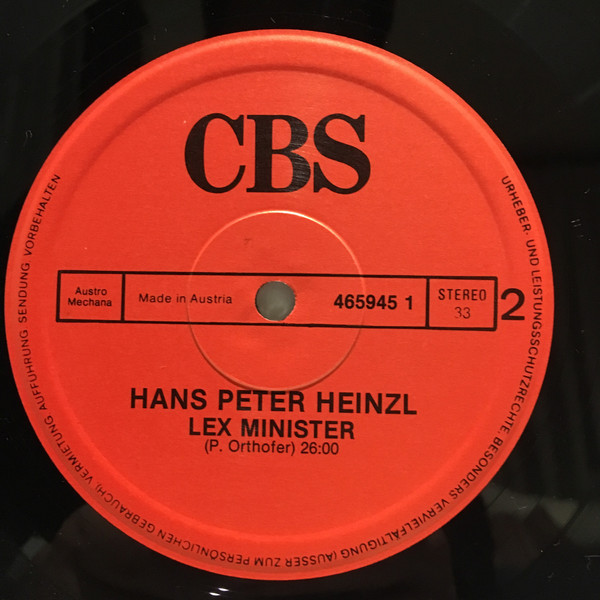 CBS
Austro
Mechana
Made in Austria
465945 1
STEREO
33
2
HANS PETER HEINZL
LEX MINISTER
(P. Orthofer) 26:00
URHEBER- UND LEISTUNGSSCHUTZRECHTE, BESONDERS VERVIELFÄLTIGUNG (AUSSER ZUM PERSÖNLICHEN GEBRAUCH), VERMIETUNG AUFFÜHRUNG SENDUNG VORBEHALTEN